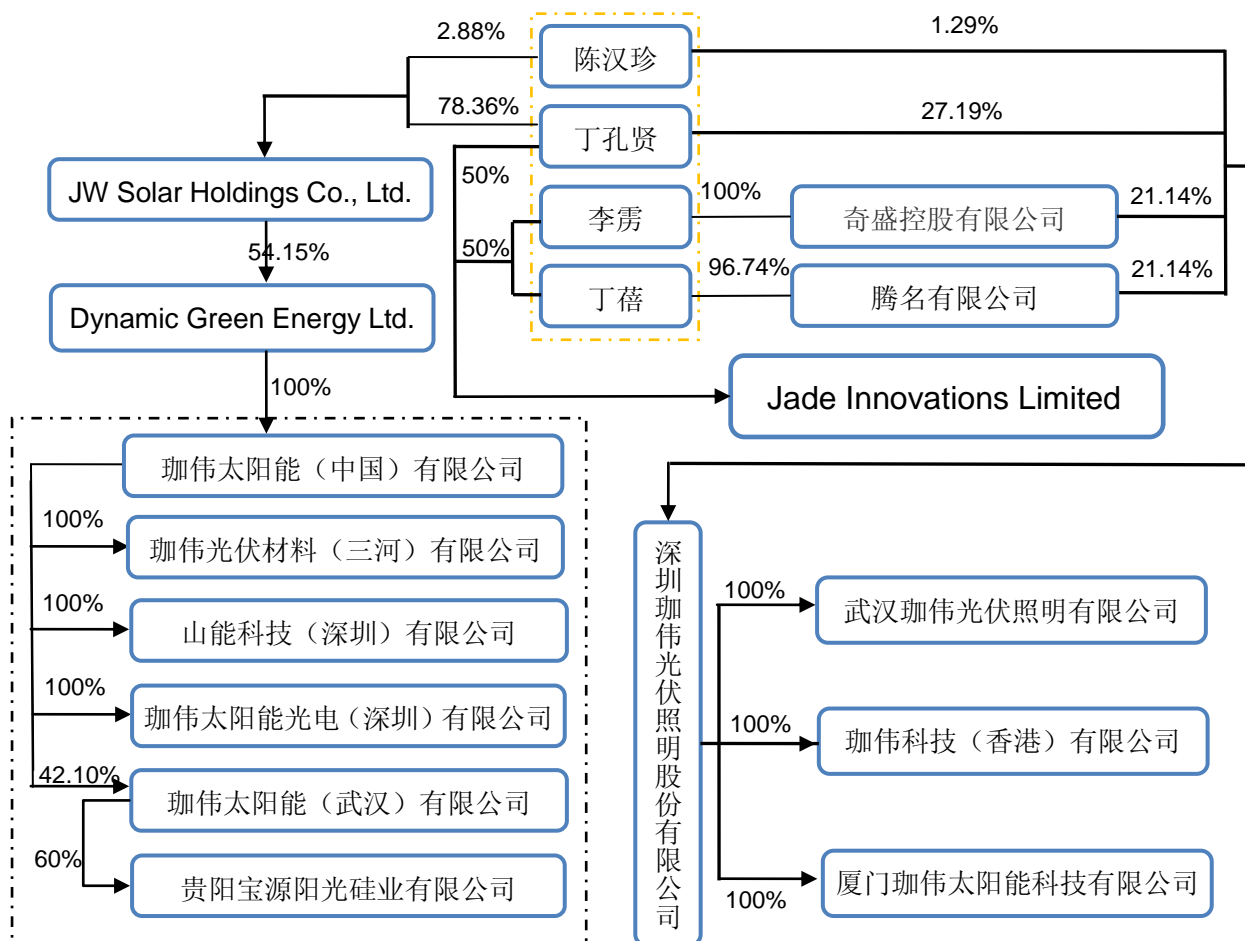 2.88%
陈汉珍
1.29%
78.36%
丁孔贤
27.19%
50%
JW Solar Holdings Co., Ltd.
李雳
100%
奇盛控股有限公司
21.14%
50%
54.15%
丁蓓
96.74%
腾名有限公司
21.14%
Dynamic Green Energy Ltd.
100%
Jade Innovations Limited
珈伟太阳能（中国）有限公司
100%
珈伟光伏材料（三河）有限公司
100%
山能科技（深圳）有限公司
100%
珈伟太阳能光电（深圳）有限公司
42.10%
珈伟太阳能（武汉）有限公司
60%
贵阳宝源阳光硅业有限公司
深圳珈伟光伏照明股份有限公司
100%
武汉珈伟光伏照明有限公司
100%
珈伟科技（香港）有限公司
100%
厦门珈伟太阳能科技有限公司